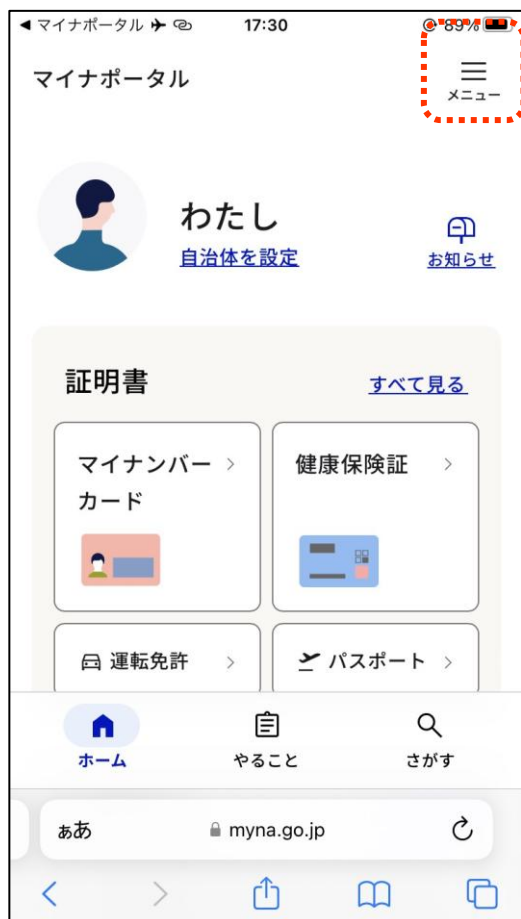 マイナポータル 17:30 89%
マイナポータル
メニュー
わたし
自治体を設定
お知らせ
証明書 すべて見る
マイナンバー
カード
健康保険証
運転免許 パスポート
ホーム やること さがす
ぁあ myna.go.jp